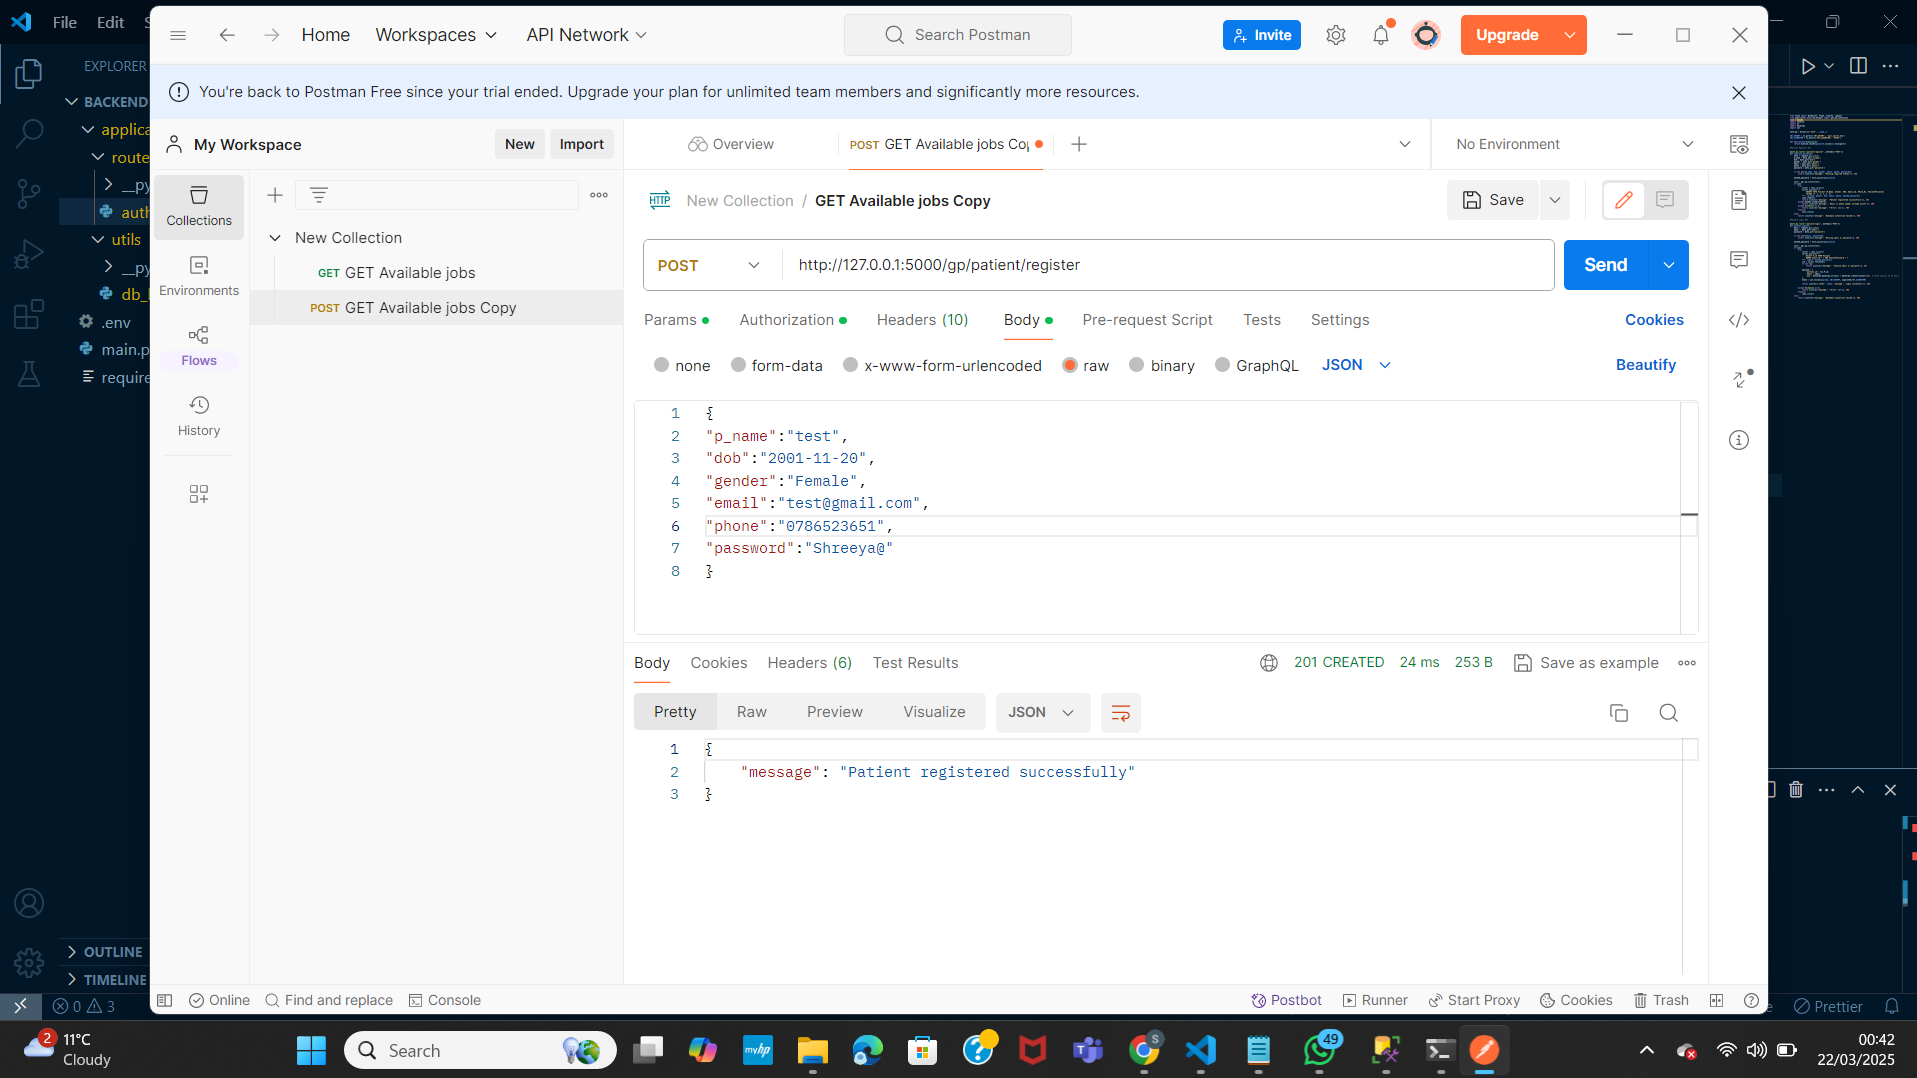 File Edit S
Home Workspaces API Network Search Postman Invite Upgrade
EXPLORER
You're back to Postman Free since your trial ended. Upgrade your plan for unlimited team members and significantly more resources.
BACKEND
applica
route
__py
auth
utils
__py
db_l
.env
main.p
require
My Workspace New Import
Overview POST GET Available jobs Co No Environment
Collections
Environments
Flows
History
New Collection
GET GET Available jobs
POST GET Available jobs Copy
HTTP New Collection / GET Available jobs Copy Save
POST http://127.0.0.1:5000/gp/patient/register Send
Params Authorization Headers (10) Body Pre-request Script Tests Settings Cookies
none form-data x-www-form-urlencoded raw binary GraphQL JSON Beautify
1 {
2 "p_name":"test",
3 "dob":"2001-11-20",
4 "gender":"Female",
5 "email":"test@gmail.com",
6 "phone":"0786523651",
7 "password":"Shreeya@"
8 }
Body Cookies Headers (6) Test Results 201 CREATED 24 ms 253 B Save as example
Pretty Raw Preview Visualize JSON
1 {
2 "message": "Patient registered successfully"
3 }
OUTLINE
TIMELINE
0 3
Online Find and replace Console Postbot Runner Start Proxy Cookies Trash
Prettier
2 11°C
Cloudy
Search
myhp
49
00:42
22/03/2025